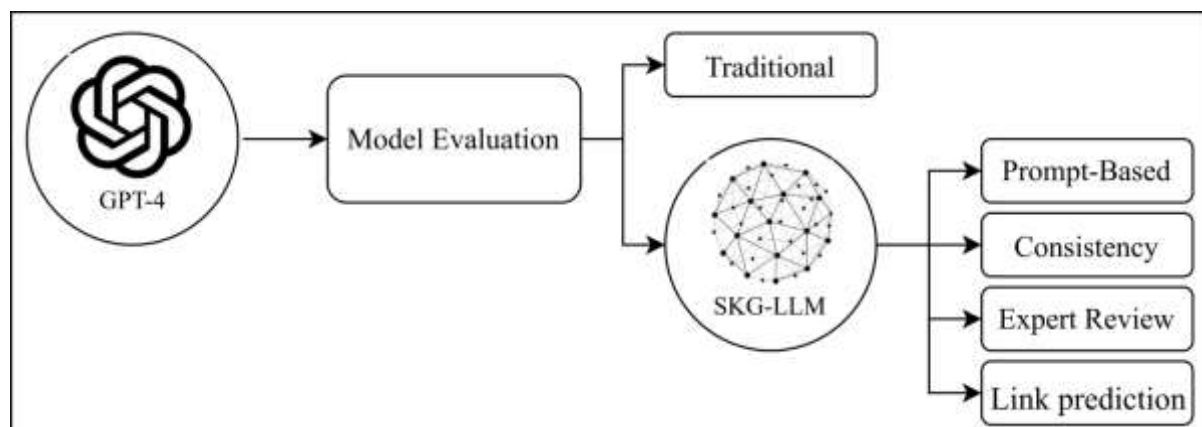 GPT-4
Model Evaluation
Traditional
SKG-LLM
Prompt-Based
Consistency
Expert Review
Link prediction